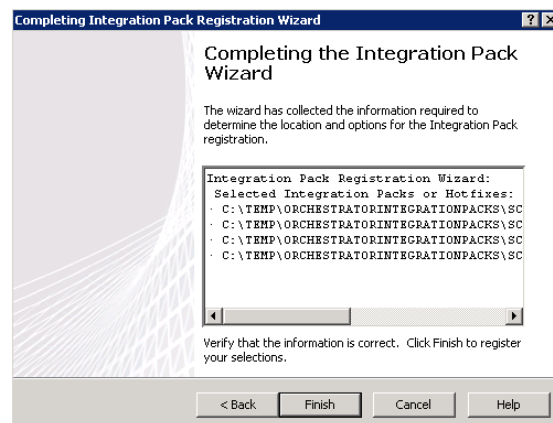 Completing Integration Pack Registration Wizard
Completing the Integration Pack
Wizard
The wizard has collected the information required to
determine the location and options for the Integration Pack
registration.
Integration Pack Registration Wizard:
Selected Integration Packs or Hotfixes:
· C:\TEMP\ORCHESTRATORINTEGRATIONPACKS\SC
· C:\TEMP\ORCHESTRATORINTEGRATIONPACKS\SC
· C:\TEMP\ORCHESTRATORINTEGRATIONPACKS\SC
· C:\TEMP\ORCHESTRATORINTEGRATIONPACKS\SC
Verify that the information is correct. Click Finish to register
your selections.
< Back Finish Cancel Help